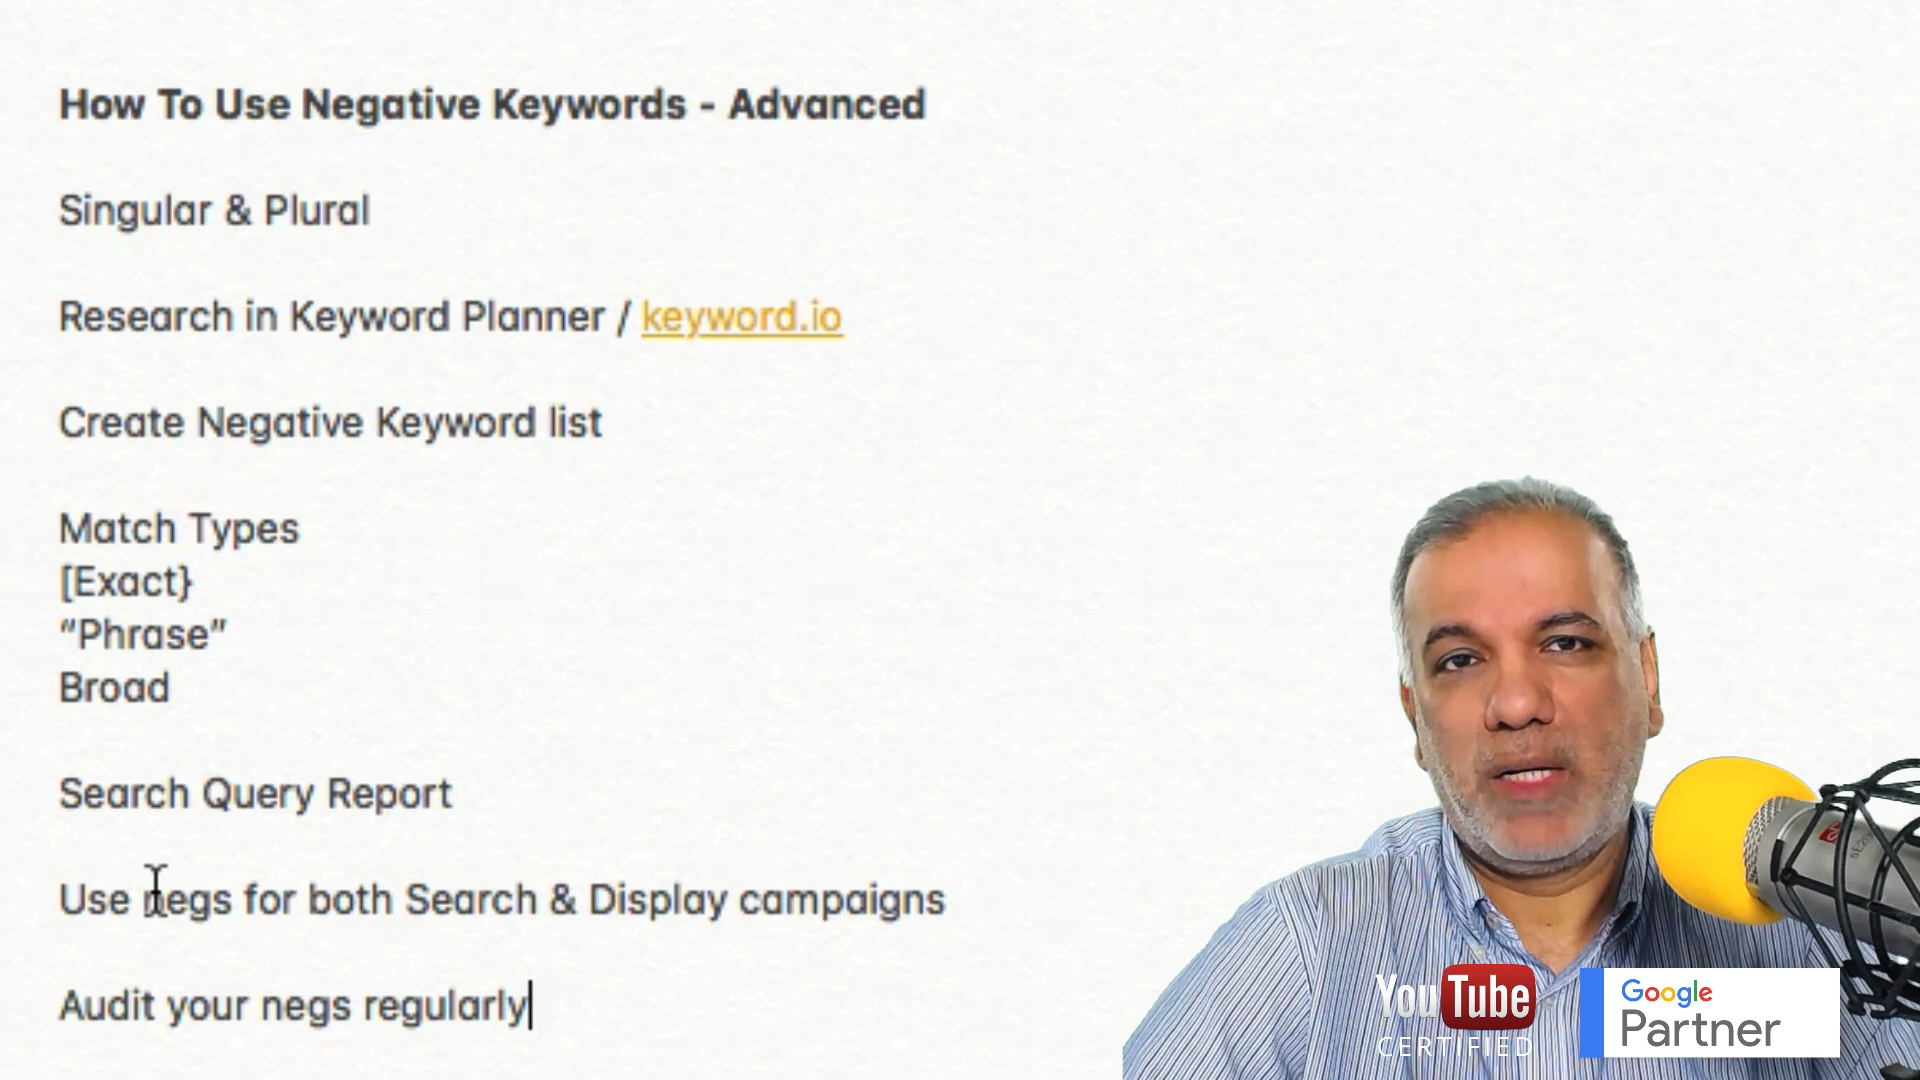 How To Use Negative Keywords - Advanced
Singular & Plural
Research in Keyword Planner / keyword.io
Create Negative Keyword list
Match Types
[Exact}
“Phrase”
Broad
Search Query Report
Use negs for both Search & Display campaigns
Audit your negs regularly
YouTube
CERTIFIED
Google
Partner